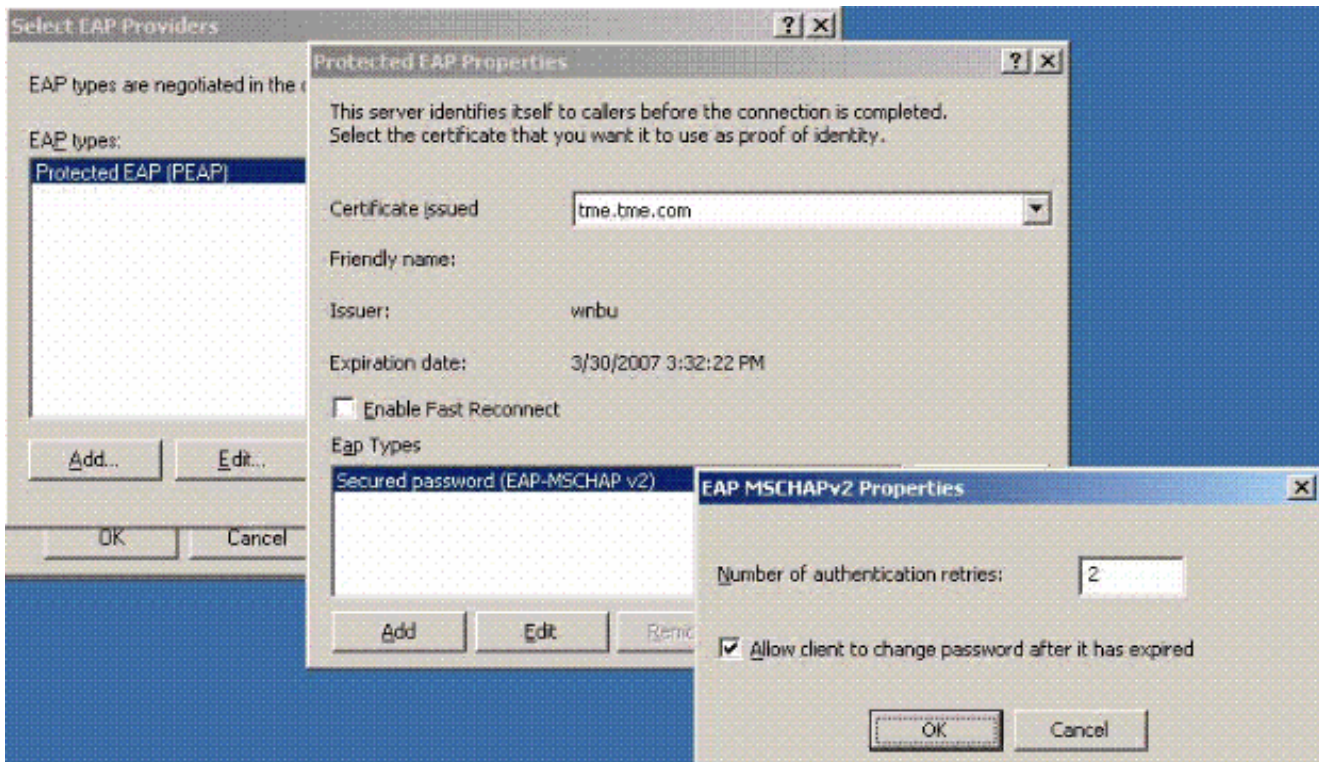 Select EAP Providers
EAP types are negotiated in the
EAP types:
Protected EAP (PEAP)
Add...
Edit...
OK
Cancel
Protected EAP Properties
This server identifies itself to callers before the connection is completed.
Select the certificate that you want it to use as proof of identity.
Certificate issued
tme.tme.com
Friendly name:
Issuer:
wnbu
Expiration date:
3/30/2007 3:32:22 PM
Enable Fast Reconnect
Eap Types
Secured password (EAP-MSCHAP v2)
Add
Edit
EAP MSCHAPv2 Properties
Number of authentication retries:
2
Allow client to change password after it has expired
OK
Cancel